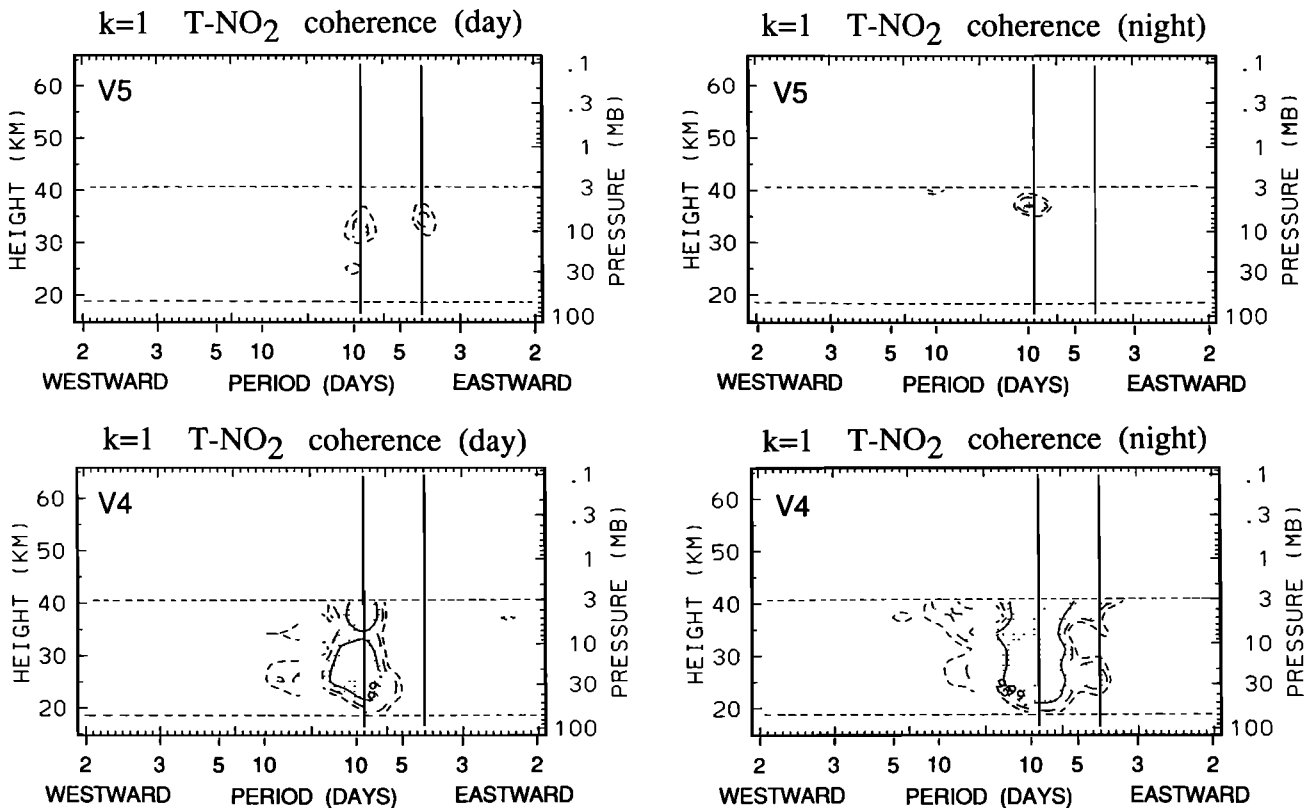 k=1 T-NO2 coherence (day)
V5
HEIGHT (KM)
60
50
40
30
20
.1
.3
1
3
10
30
100
PRESSURE (MB)
2 3 5 10 10 5 3 2
WESTWARD PERIOD (DAYS) EASTWARD
k=1 T-NO2 coherence (night)
V5
HEIGHT (KM)
60
50
40
30
20
.1
.3
1
3
10
30
100
PRESSURE (MB)
2 3 5 10 10 5 3 2
WESTWARD PERIOD (DAYS) EASTWARD
k=1 T-NO2 coherence (day)
V4
HEIGHT (KM)
60
50
40
30
20
.1
.3
1
3
10
30
100
PRESSURE (MB)
2 3 5 10 10 5 3 2
WESTWARD PERIOD (DAYS) EASTWARD
k=1 T-NO2 coherence (night)
V4
HEIGHT (KM)
60
50
40
30
20
.1
.3
1
3
10
30
100
PRESSURE (MB)
2 3 5 10 10 5 3 2
WESTWARD PERIOD (DAYS) EASTWARD